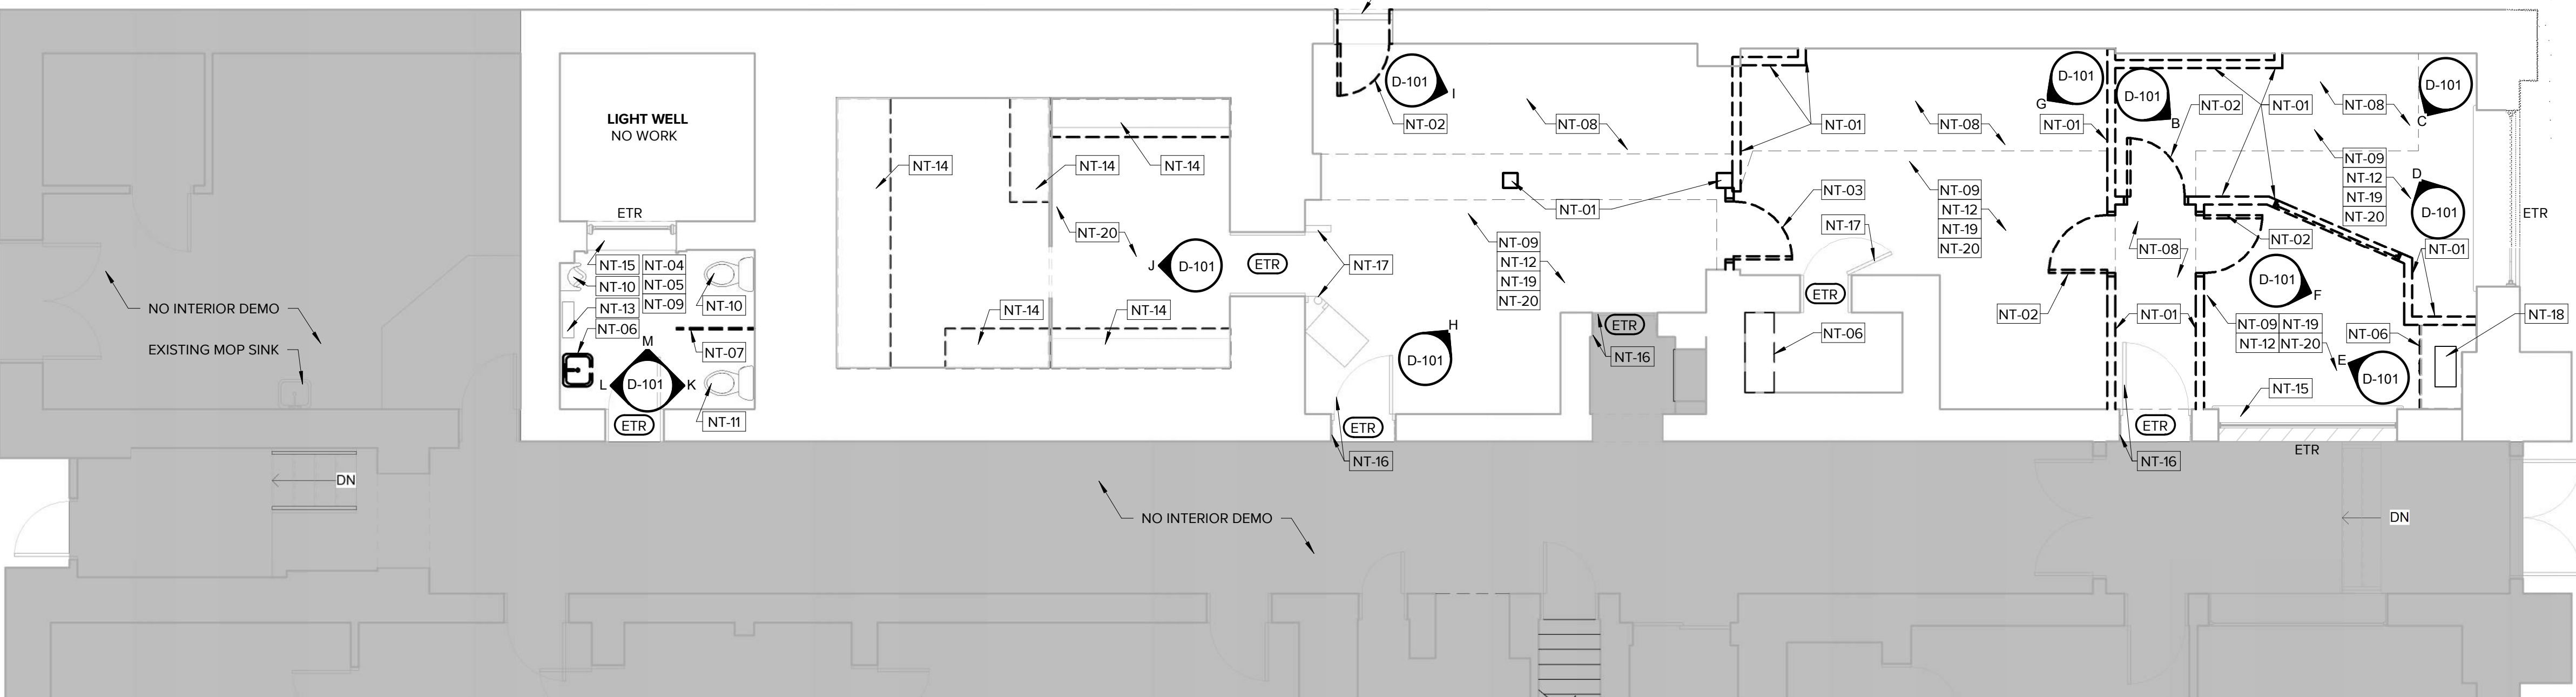 LIGHT WELL
NO WORK
ETR
NT-15
NT-10
NT-13
NT-06
NT-04
NT-05
NT-09
NT-10
NT-07
NT-11
M
L
D-101
K
ETR
NO INTERIOR DEMO
EXISTING MOP SINK
DN
NT-14
NT-14
NT-14
NT-20
J
D-101
ETR
NT-14
NT-14
NT-17
D-101
I
NT-02
NT-08
NT-01
NT-09
NT-12
NT-19
NT-20
H
D-101
ETR
NT-16
ETR
NT-16
NT-01
NT-03
NT-17
ETR
NT-06
NT-08
NT-09
NT-12
NT-19
NT-20
D-101
G
NT-01
D-101
B
NT-02
NT-01
NT-08
D-101
C
NT-09
NT-12
NT-19
NT-20
D
D-101
ETR
NT-02
NT-08
NT-01
D-101
F
NT-02
NT-01
NT-09
NT-19
NT-12
NT-20
NT-06
NT-18
E
D-101
NT-15
ETR
NT-16
ETR
NO INTERIOR DEMO
DN